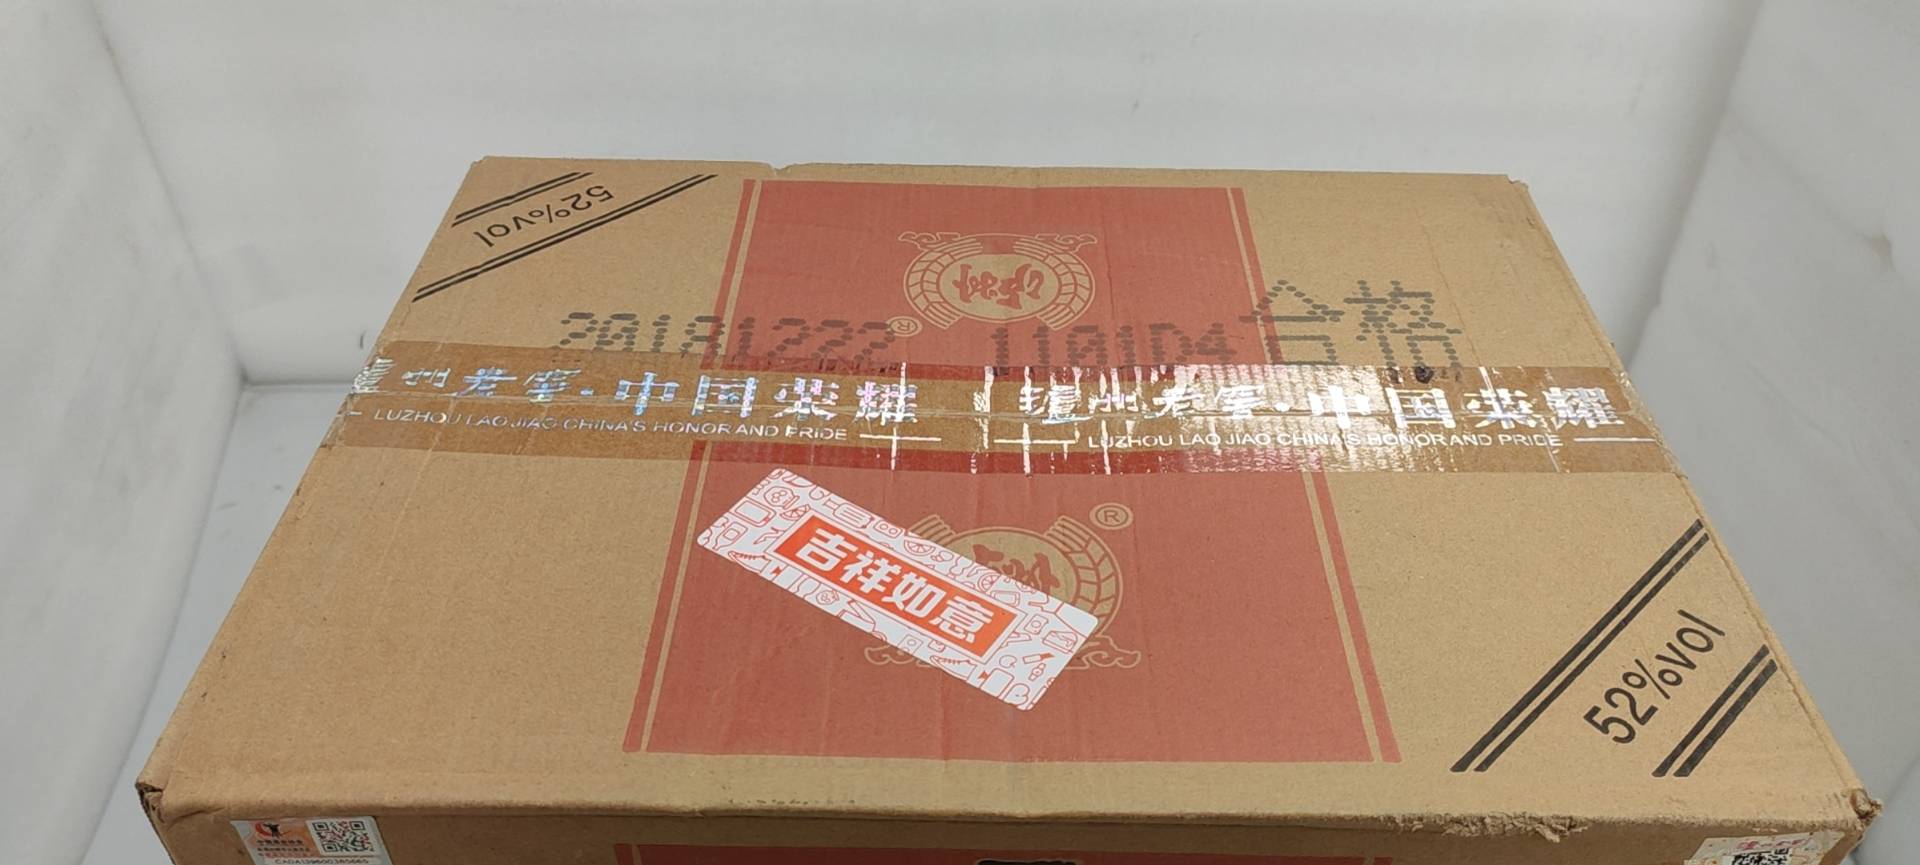 52%vol
20181222 110101D4 合格
泸州老窖·中国荣耀 泸州老窖·中国荣耀
LUZHOU LAO JIAO CHINA'S HONOR AND PRIDE LUZHOU LAO JIAO CHINA'S HONOR AND PRIDE
®
®
吉祥如意
52%vol